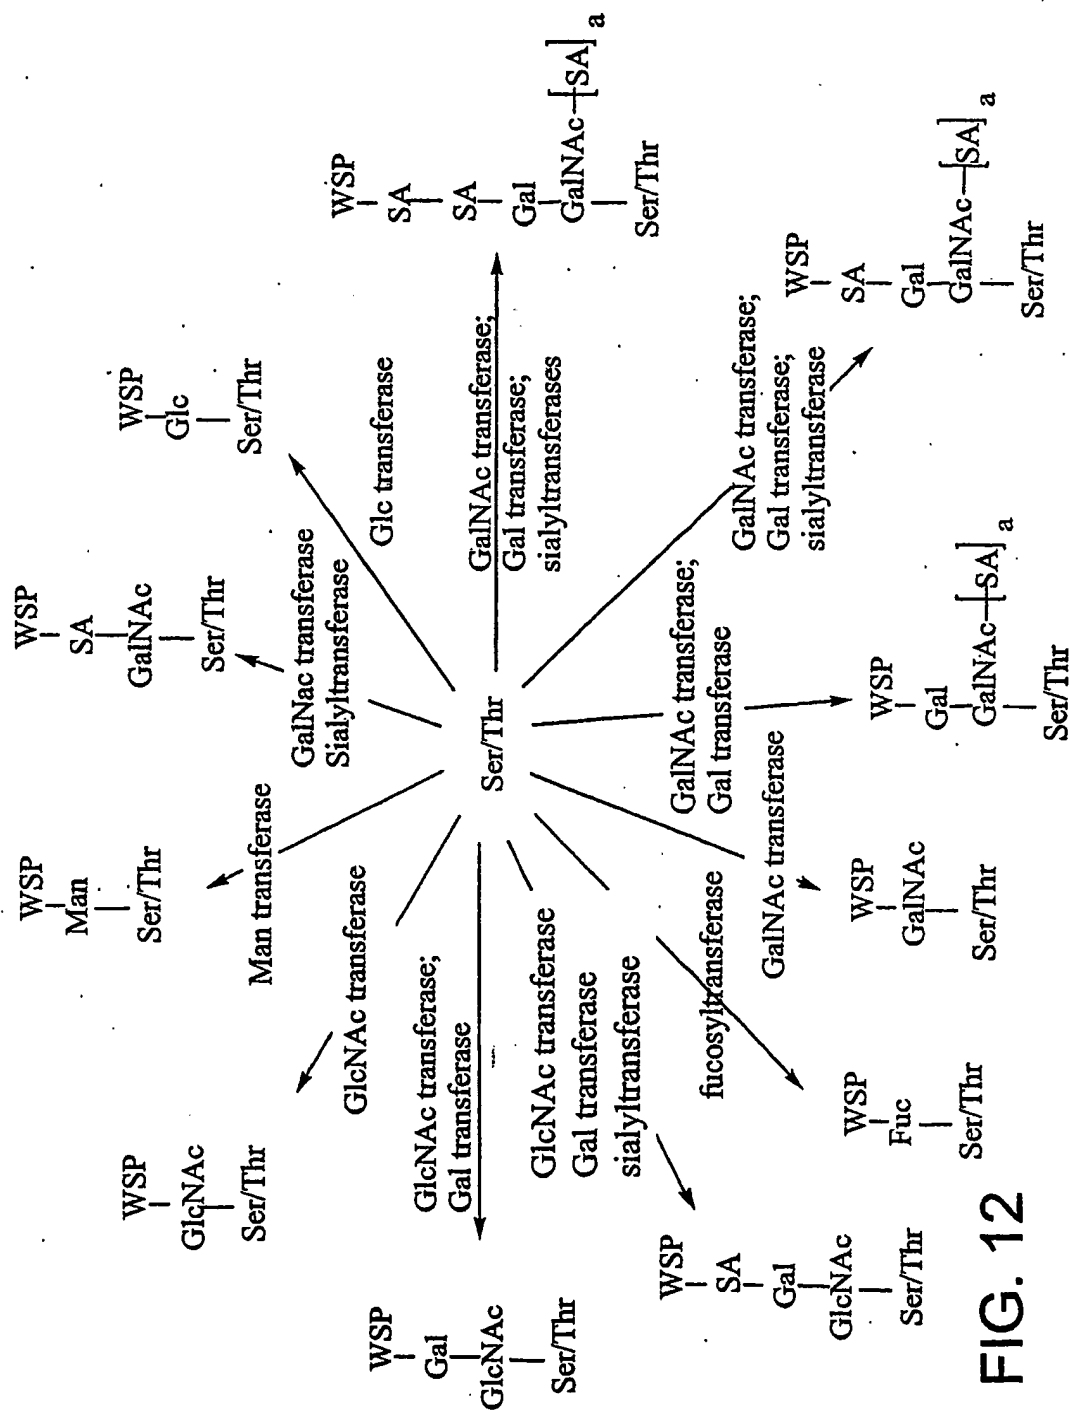 WSP
Man
Ser/Thr
WSP
SA
GalNAc
Ser/Thr
WSP
GlcNAc
Ser/Thr
WSP
Glc
Ser/Thr
Man transferase
GalNac transferase
Sialyltransferase
GlcNAc transferase
Glc transferase
WSP
Gal
GlcNAc
Ser/Thr
GlcNAc transferase;
Gal transferase
Ser/Thr
GalNAc transferase;
Gal transferase;
sialyltransferases
WSP
SA
SA
Gal
GalNAc[SA]a
Ser/Thr
GlcNAc transferase
Gal transferase
sialyltransferase
fucosyltransferase
GalNAc transferase
GalNAc transferase;
Gal transferase
GalNAc transferase;
Gal transferase;
sialyltransferase
WSP
SA
Gal
GlcNAc
Ser/Thr
WSP
Fuc
Ser/Thr
WSP
GalNAc
Ser/Thr
WSP
Gal
GalNAc[SA]a
Ser/Thr
WSP
SA
Gal
GalNAc[SA]a
Ser/Thr
FIG. 12